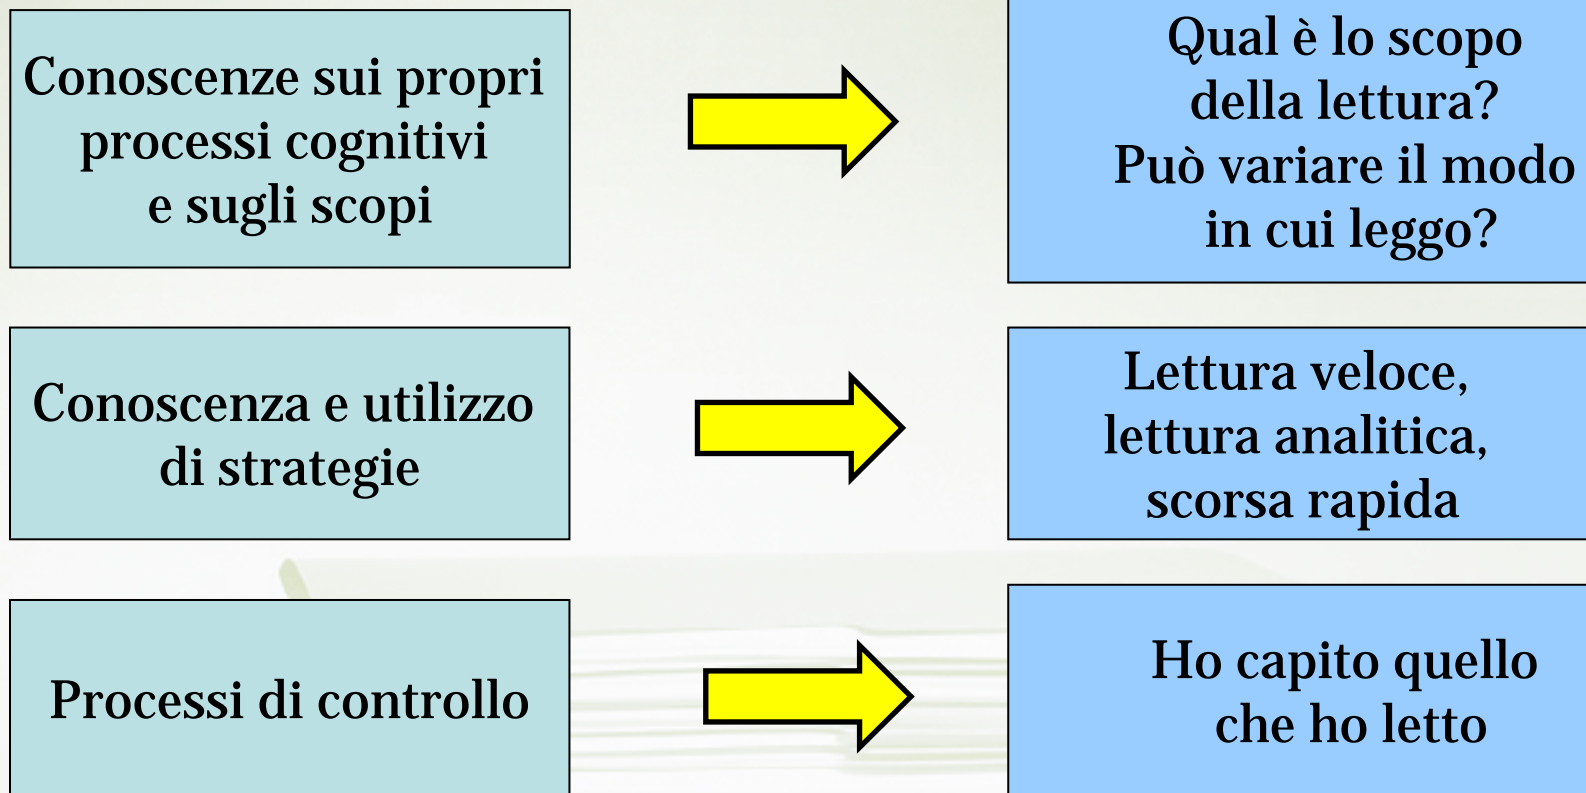 Conoscenze sui propri
processi cognitivi
e sugli scopi
Qual è lo scopo
della lettura?
Può variare il modo
in cui leggo?
Conoscenza e utilizzo
di strategie
Lettura veloce,
lettura analitica,
scorsa rapida
Processi di controllo
Ho capito quello
che ho letto